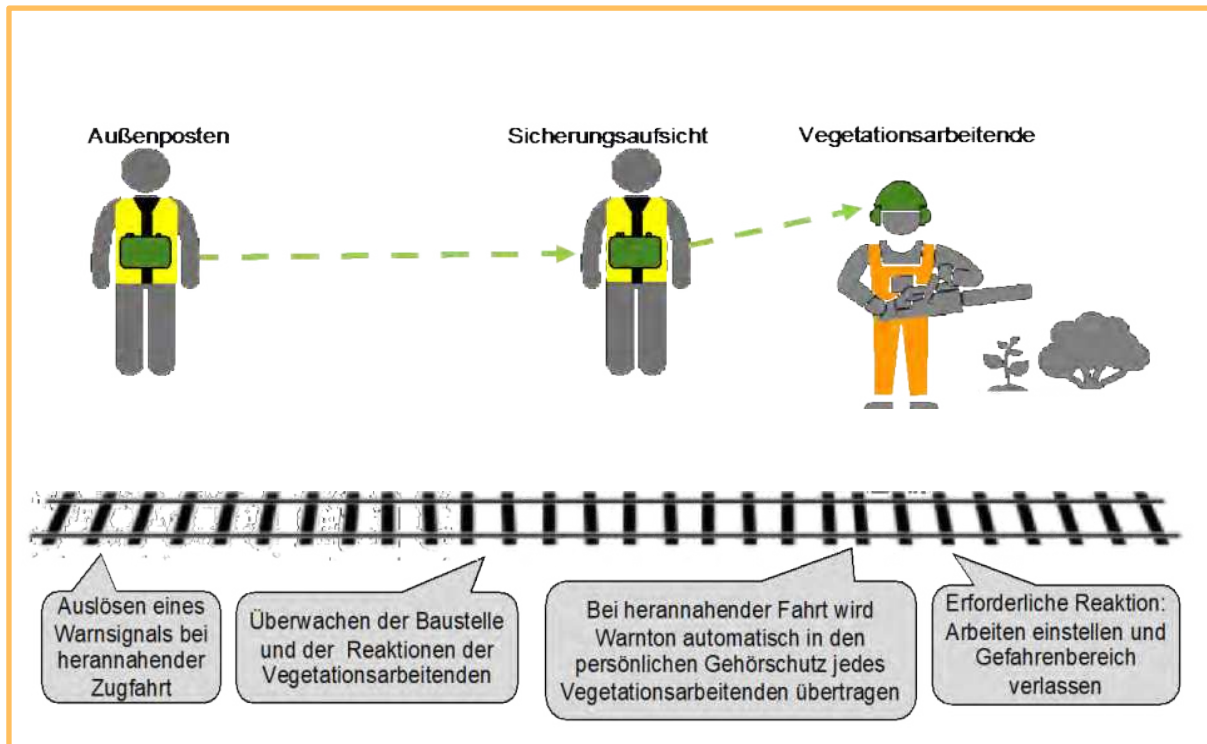 Außenposten
Sicherungsaufsicht
Vegetationsarbeitende
Auslösen eines
Warnsignals bei
herannahender
Zugfahrt
Überwachen der Baustelle
und der Reaktionen der
Vegetationsarbeitenden
Bei herannahender Fahrt wird
Warnton automatisch in den
persönlichen Gehörschutz jedes
Vegetationsarbeitenden übertragen
Erforderliche Reaktion:
Arbeiten einstellen und
Gefahrenbereich
verlassen